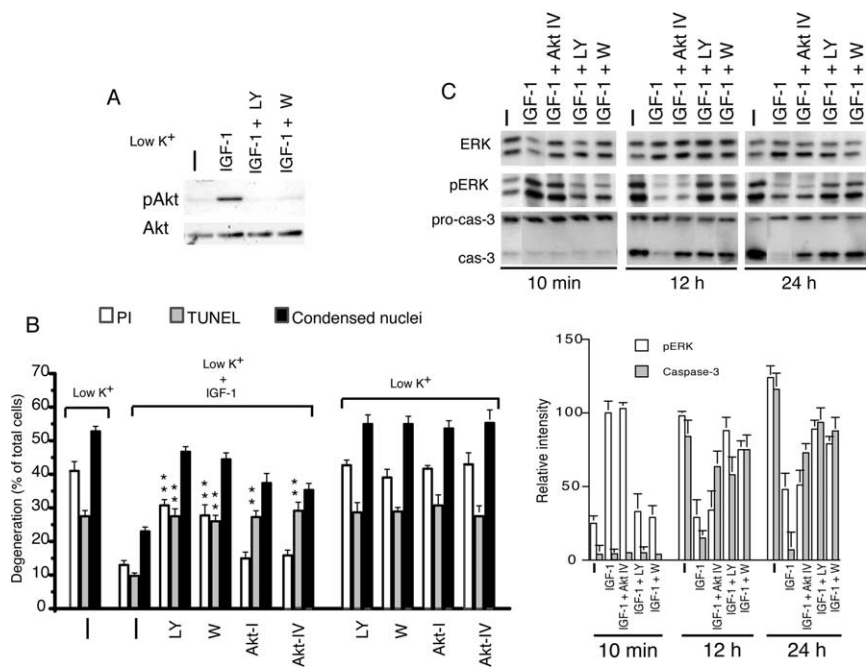 A
Low K+
I
IGF-1
IGF-1 + LY
IGF-1 + W
pAkt
Akt
B
PI
TUNEL
Condensed nuclei
Low K+
Low K+
+
IGF-1
Low K+
Degeneration (% of total cells)
70
60
50
40
30
20
10
0
** ** ** ** ** **
I I LY W Akt-I Akt-IV LY W Akt-I Akt-IV
C
I IGF-1 IGF-1 + Akt IV IGF-1 + LY IGF-1 + W
I IGF-1 IGF-1 + Akt IV IGF-1 + LY IGF-1 + W
I IGF-1 IGF-1 + Akt IV IGF-1 + LY IGF-1 + W
ERK
pERK
pro-cas-3
cas-3
10 min 12 h 24 h
pERK
Caspase-3
Relative intensity
150
100
50
0
I IGF-1 IGF-1 + Akt IV IGF-1 + LY IGF-1 + W
I IGF-1 IGF-1 + Akt IV IGF-1 + LY IGF-1 + W
I IGF-1 IGF-1 + Akt IV IGF-1 + LY IGF-1 + W
10 min 12 h 24 h